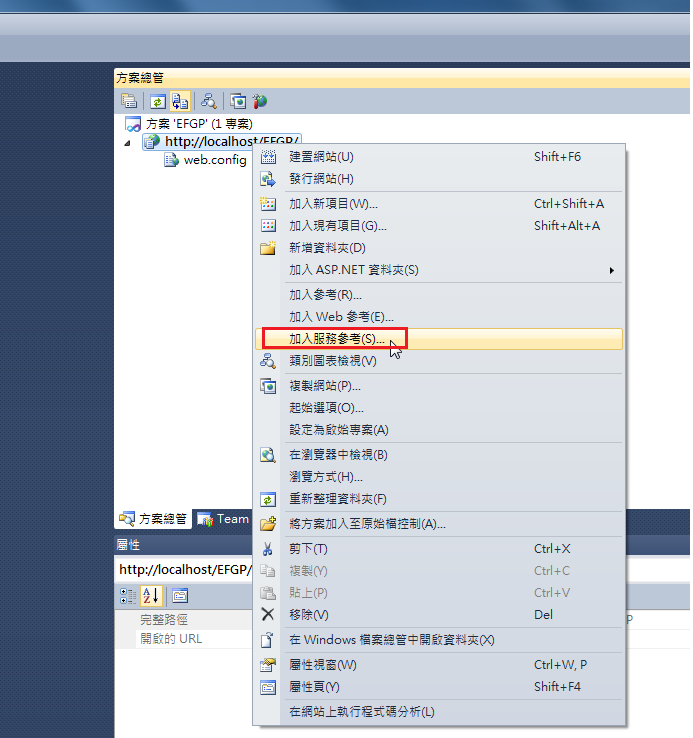 方案總管
方案 'EFGP' (1 專案)
http://localhost/EFGP/
web.config
建置網站(U) Shift+F6
發行網站(H)
加入新項目(W)... Ctrl+Shift+A
加入現有項目(G)... Shift+Alt+A
新增資料夾(D)
加入 ASP.NET 資料夾(S)
加入參考(R)...
加入 Web 參考(E)...
加入服務參考(S)...
類別圖表檢視(V)
複製網站(P)...
起始選項(O)...
設定為啟始專案(A)
在瀏覽器中檢視(B)
瀏覽方式(H)...
重新整理資料夾(F)
將方案加入至原始檔控制(A)...
剪下(T) Ctrl+X
複製(Y) Ctrl+C
貼上(P) Ctrl+V
移除(V) Del
在 Windows 檔案總管中開啟資料夾(X)
屬性視窗(W) Ctrl+W, P
屬性頁(Y) Shift+F4
在網站上執行程式碼分析(L)
方案總管 Team
屬性
http://localhost/EFGP/
完整路徑 P
開啟的 URL